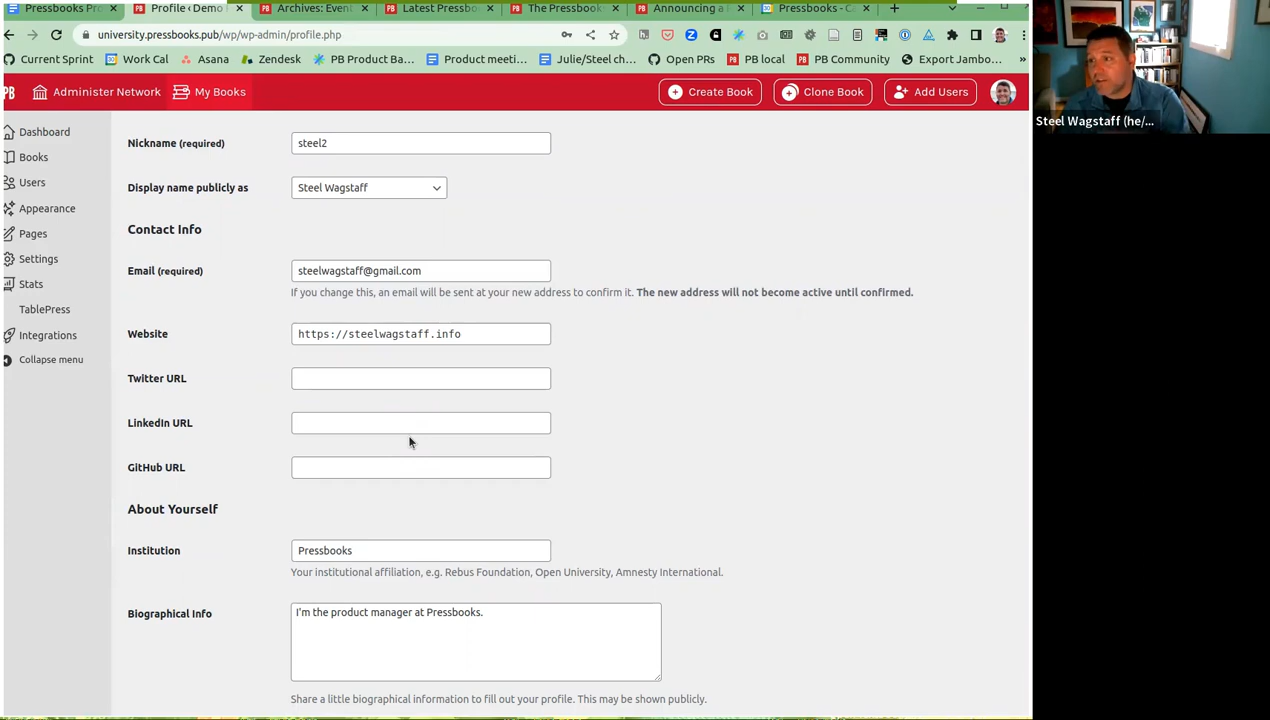 Pressbooks Pro
Profile ‹ Demo
Archives: Event
Latest Pressbo
The Pressbook
Announcing a
Pressbooks - Ca
university.pressbooks.pub/wp/wp-admin/profile.php
Current Sprint
Work Cal
Asana
Zendesk
PB Product Ba...
Product meeti...
Julie/Steel ch...
Open PRs
PB local
PB Community
Export Jambo...
PB
Administer Network
My Books
Create Book
Clone Book
Add Users
Steel Wagstaff (he/...
Dashboard
Books
Users
Appearance
Pages
Settings
Stats
TablePress
Integrations
Collapse menu
Nickname (required)
steel2
Display name publicly as
Steel Wagstaff
Contact Info
Email (required)
steelwagstaff@gmail.com
If you change this, an email will be sent at your new address to confirm it. The new address will not become active until confirmed.
Website
https://steelwagstaff.info
Twitter URL
LinkedIn URL
GitHub URL
About Yourself
Institution
Pressbooks
Your institutional affiliation, e.g. Rebus Foundation, Open University, Amnesty International.
Biographical Info
I'm the product manager at Pressbooks.
Share a little biographical information to fill out your profile. This may be shown publicly.